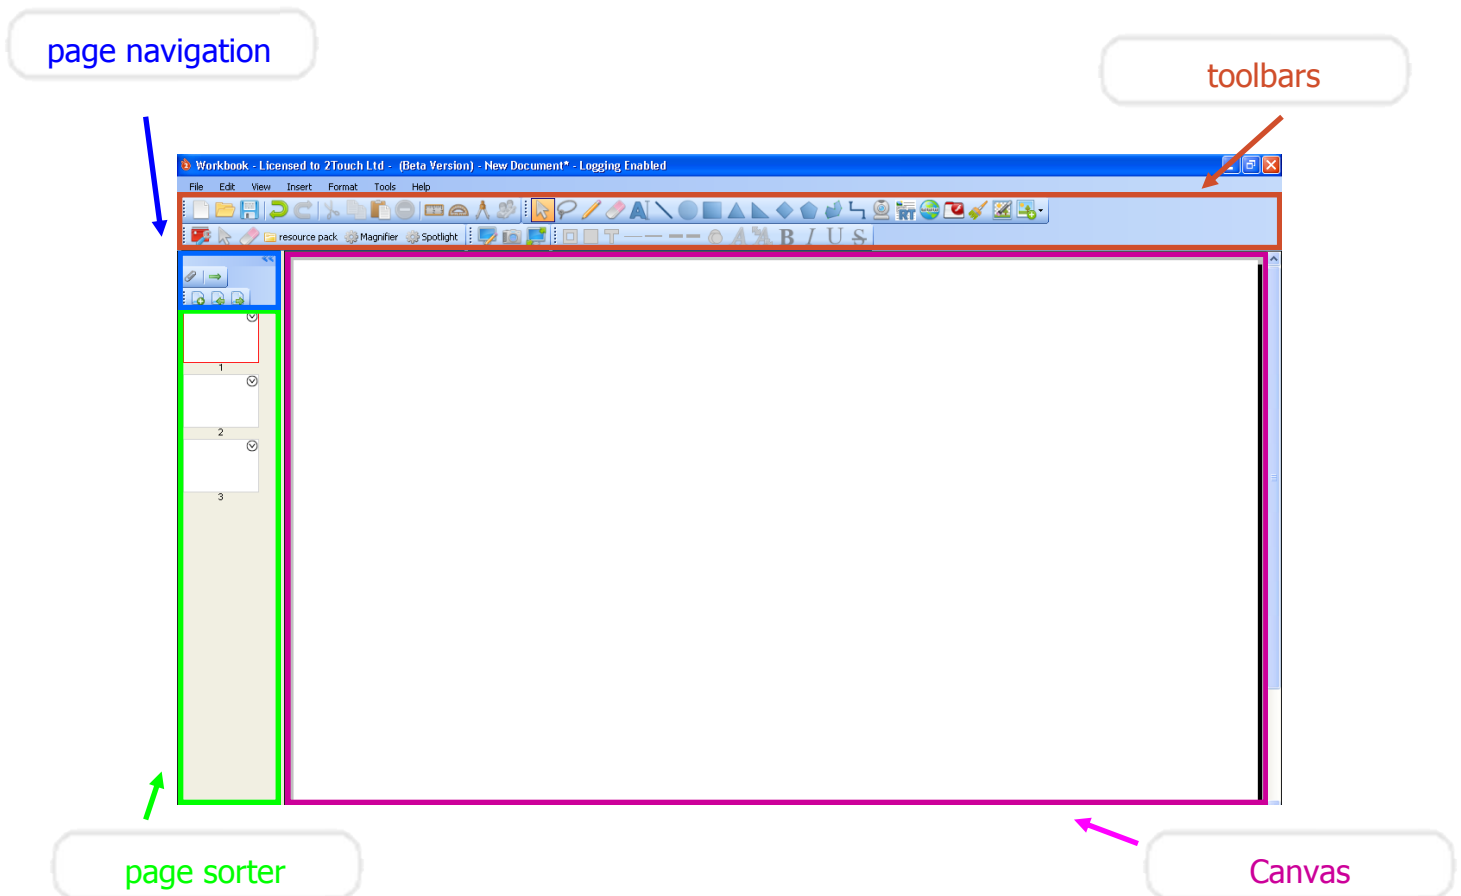 page navigation
toolbars
Workbook - Licensed to 2Touch Ltd - (Beta Version) - New Document* - Logging Enabled
File Edit View Insert Format Tools Help
A RT
resource pack Magnifier Spotlight T A B I U S
1
2
3
page sorter
Canvas